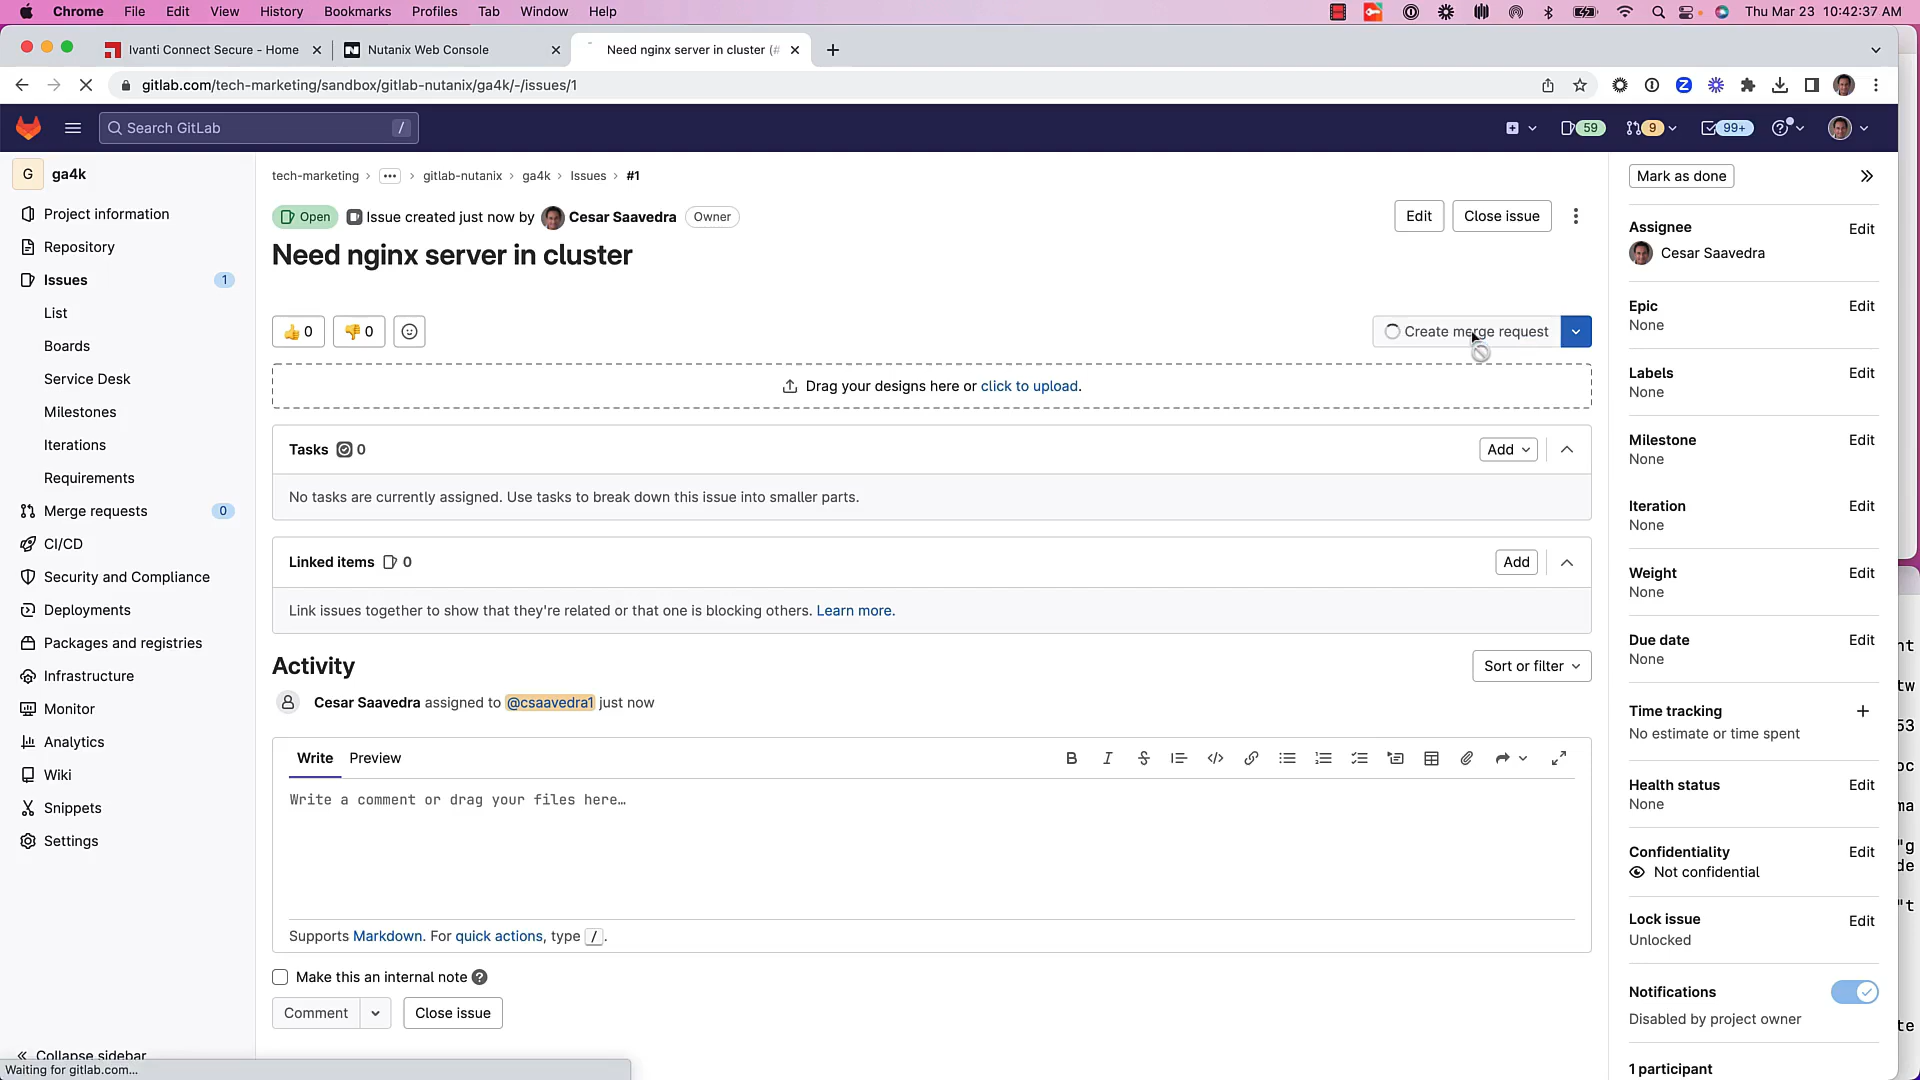 Chrome File Edit View History Bookmarks Profiles Tab Window Help Thu Mar 23 10:42:37 AM
Ivanti Connect Secure - Home Nutanix Web Console Need nginx server in cluster (#
gitlab.com/tech-marketing/sandbox/gitlab-nutanix/ga4k/-/issues/1
Search GitLab / 59 9 99+
G ga4k
Project information
Repository
Issues 1
List
Boards
Service Desk
Milestones
Iterations
Requirements
Merge requests 0
CI/CD
Security and Compliance
Deployments
Packages and registries
Infrastructure
Monitor
Analytics
Wiki
Snippets
Settings
Collapse sidebar
Waiting for gitlab.com...
tech-marketing › ••• › gitlab-nutanix › ga4k › Issues › #1
Open Issue created just now by Cesar Saavedra Owner Edit Close issue
Need nginx server in cluster
👍 0 👎 0 Create merge request
Drag your designs here or click to upload.
Tasks 0 Add
No tasks are currently assigned. Use tasks to break down this issue into smaller parts.
Linked items 0 Add
Link issues together to show that they're related or that one is blocking others. Learn more.
Activity Sort or filter
Cesar Saavedra assigned to @csaavedra1 just now
Write Preview
Write a comment or drag your files here…
Supports Markdown. For quick actions, type /.
Make this an internal note
Comment Close issue
Mark as done
Assignee Edit
Cesar Saavedra
Epic Edit
None
Labels Edit
None
Milestone Edit
None
Iteration Edit
None
Weight Edit
None
Due date Edit
None
Time tracking
No estimate or time spent
Health status Edit
None
Confidentiality Edit
Not confidential
Lock issue Edit
Unlocked
Notifications
Disabled by project owner
1 participant